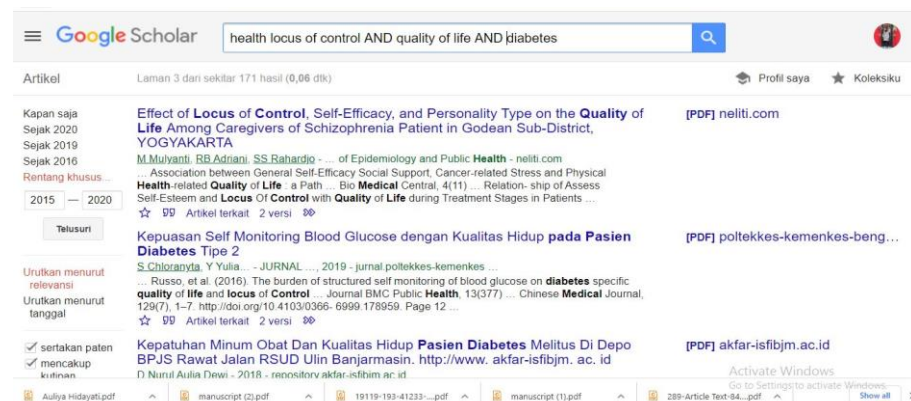 Google Scholar
health locus of control AND quality of life AND diabetes
Artikel
Laman 3 dari sekitar 171 hasil (0,06 dtk)
Profil saya
Koleksiku
Kapan saja
Sejak 2020
Sejak 2019
Sejak 2016
Rentang khusus...
2015 — 2020
Telusuri
Urutkan menurut
relevansi
Urutkan menurut
tanggal
sertakan paten
mencakup
kutipan
Effect of Locus of Control, Self-Efficacy, and Personality Type on the Quality of
Life Among Caregivers of Schizophrenia Patient in Godean Sub-District,
YOGYAKARTA
[PDF] neliti.com
M Mulyanti, RB Adriani, SS Rahardjo - ... of Epidemiology and Public Health - neliti.com
... Association between General Self-Efficacy Social Support, Cancer-related Stress and Physical
Health-related Quality of Life : a Path ... Bio Medical Central, 4(11) ... Relation- ship of Assess
Self-Esteem and Locus Of Control with Quality of Life during Treatment Stages in Patients ...
Artikel terkait 2 versi
Kepuasan Self Monitoring Blood Glucose dengan Kualitas Hidup pada Pasien
Diabetes Tipe 2
[PDF] poltekkes-kemenkes-beng...
S Chloranyta, Y Yulia... - JURNAL ..., 2019 - jurnal.poltekkes-kemenkes ...
... Russo, et al. (2016). The burden of structured self monitoring of blood glucose on diabetes specific
quality of life and locus of Control ... Journal BMC Public Health, 13(377) ... Chinese Medical Journal,
129(7), 1–7. http://doi.org/10.4103/0366- 6999.178959. Page 12 ...
Artikel terkait 2 versi
Kepatuhan Minum Obat Dan Kualitas Hidup Pasien Diabetes Melitus Di Depo
BPJS Rawat Jalan RSUD Ulin Banjarmasin. http://www. akfar-isfibjm. ac. id
[PDF] akfar-isfibjm.ac.id
D Nurul Aulia Dewi - 2018 - repository.akfar-isfibjm.ac.id
Activate Windows
Go to Settings to activate Windows.
Auliya Hidayati.pdf
manuscript (2).pdf
19119-193-41233-....pdf
manuscript (1).pdf
289-Article Text-84....pdf
Show all